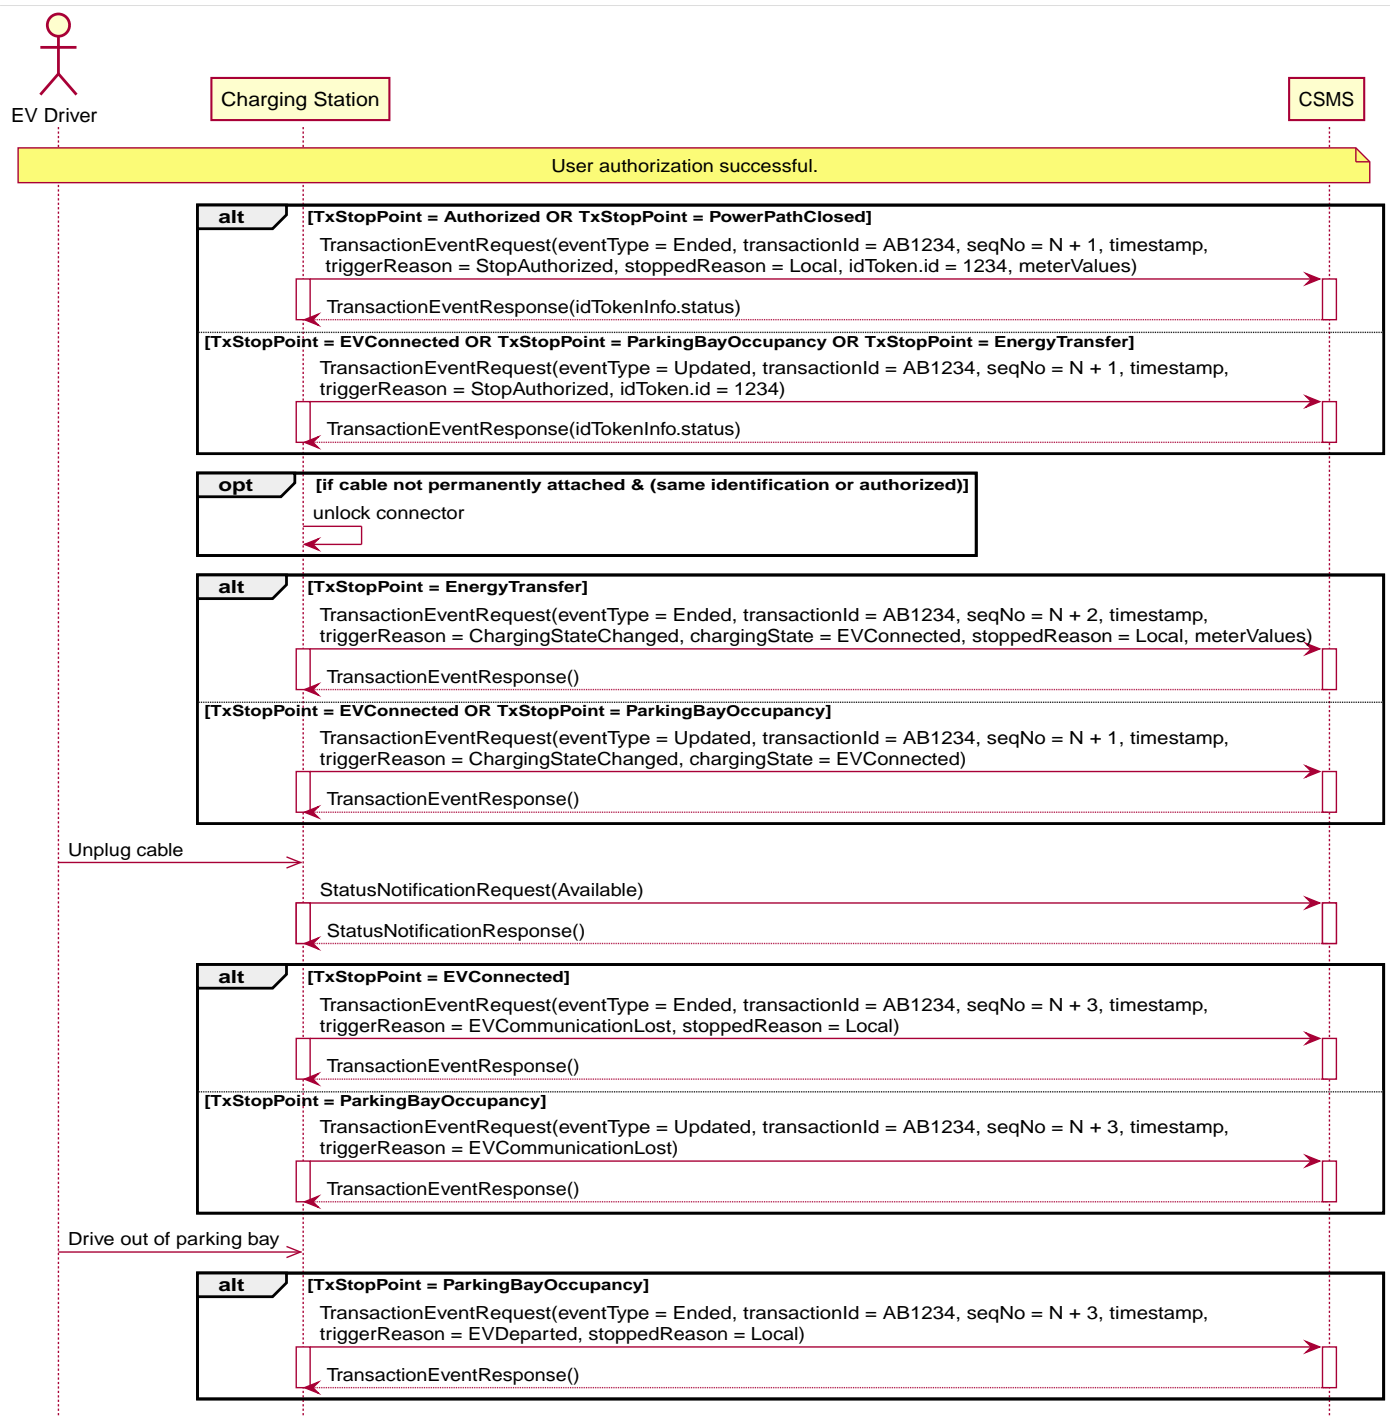 EV Driver
Charging Station
CSMS
User authorization successful.
alt
[TxStopPoint = Authorized OR TxStopPoint = PowerPathClosed]
TransactionEventRequest(eventType = Ended, transactionId = AB1234, seqNo = N + 1, timestamp,
triggerReason = StopAuthorized, stoppedReason = Local, idToken.id = 1234, meterValues)
TransactionEventResponse(idTokenInfo.status)
[TxStopPoint = EVConnected OR TxStopPoint = ParkingBayOccupancy OR TxStopPoint = EnergyTransfer]
TransactionEventRequest(eventType = Updated, transactionId = AB1234, seqNo = N + 1, timestamp,
triggerReason = StopAuthorized, idToken.id = 1234)
TransactionEventResponse(idTokenInfo.status)
opt
[if cable not permanently attached & (same identification or authorized)]
unlock connector
alt
[TxStopPoint = EnergyTransfer]
TransactionEventRequest(eventType = Ended, transactionId = AB1234, seqNo = N + 2, timestamp,
triggerReason = ChargingStateChanged, chargingState = EVConnected, stoppedReason = Local, meterValues)
TransactionEventResponse()
[TxStopPoint = EVConnected OR TxStopPoint = ParkingBayOccupancy]
TransactionEventRequest(eventType = Updated, transactionId = AB1234, seqNo = N + 1, timestamp,
triggerReason = ChargingStateChanged, chargingState = EVConnected)
TransactionEventResponse()
Unplug cable
StatusNotificationRequest(Available)
StatusNotificationResponse()
alt
[TxStopPoint = EVConnected]
TransactionEventRequest(eventType = Ended, transactionId = AB1234, seqNo = N + 3, timestamp,
triggerReason = EVCommunicationLost, stoppedReason = Local)
TransactionEventResponse()
[TxStopPoint = ParkingBayOccupancy]
TransactionEventRequest(eventType = Updated, transactionId = AB1234, seqNo = N + 3, timestamp,
triggerReason = EVCommunicationLost)
TransactionEventResponse()
Drive out of parking bay
alt
[TxStopPoint = ParkingBayOccupancy]
TransactionEventRequest(eventType = Ended, transactionId = AB1234, seqNo = N + 3, timestamp,
triggerReason = EVDeparted, stoppedReason = Local)
TransactionEventResponse()